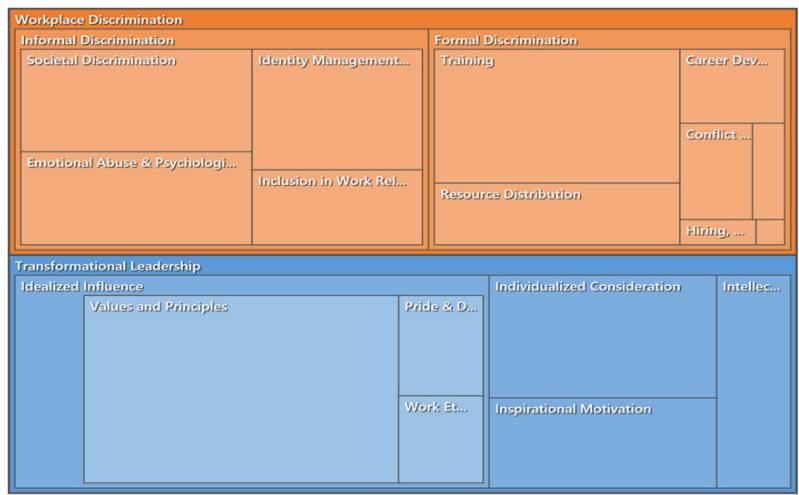 Workplace Discrimination
Informal Discrimination
Societal Discrimination
Identity Management...
Emotional Abuse & Psychologi...
Inclusion in Work Rel...
Formal Discrimination
Training
Career Dev...
Conflict ...
Resource Distribution
Hiring, ...
Transformational Leadership
Idealized Influence
Values and Principles
Pride & D...
Work Et...
Individualized Consideration
Intellec...
Inspirational Motivation